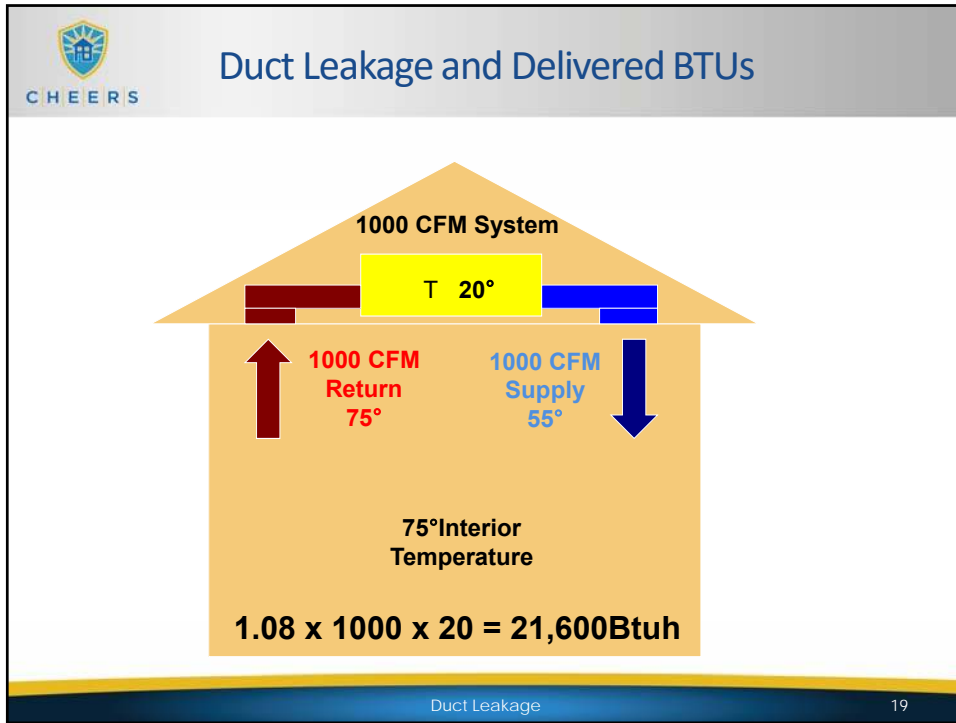 CHEERS
Duct Leakage and Delivered BTUs
1000 CFM System
T 20°
1000 CFM
Return
75°
1000 CFM
Supply
55°
75°Interior
Temperature
1.08 x 1000 x 20 = 21,600Btuh
Duct Leakage
19